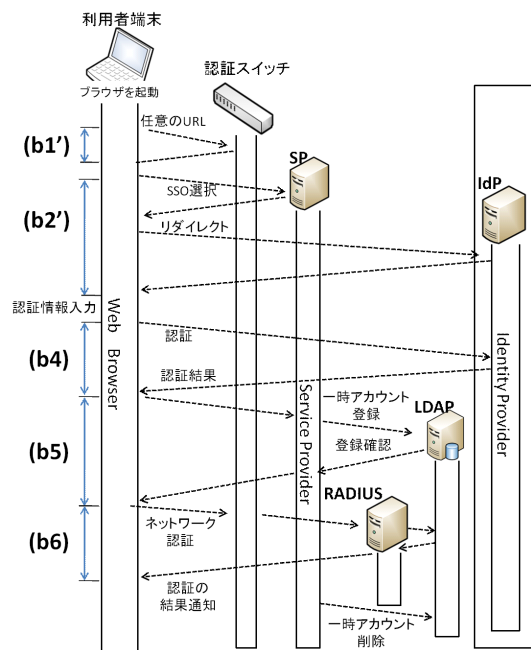 利用者端末
ブラウザを起動
認証スイッチ
任意のURL
(b1')
SP
SSO選択
IdP
(b2')
リダイレクト
認証情報入力
Web Browser
認証
(b4)
認証結果
Identity Provider
Service Provider
一時アカウント
登録
LDAP
(b5)
登録確認
RADIUS
(b6)
ネットワーク
認証
認証の
結果通知
一時アカウント
削除